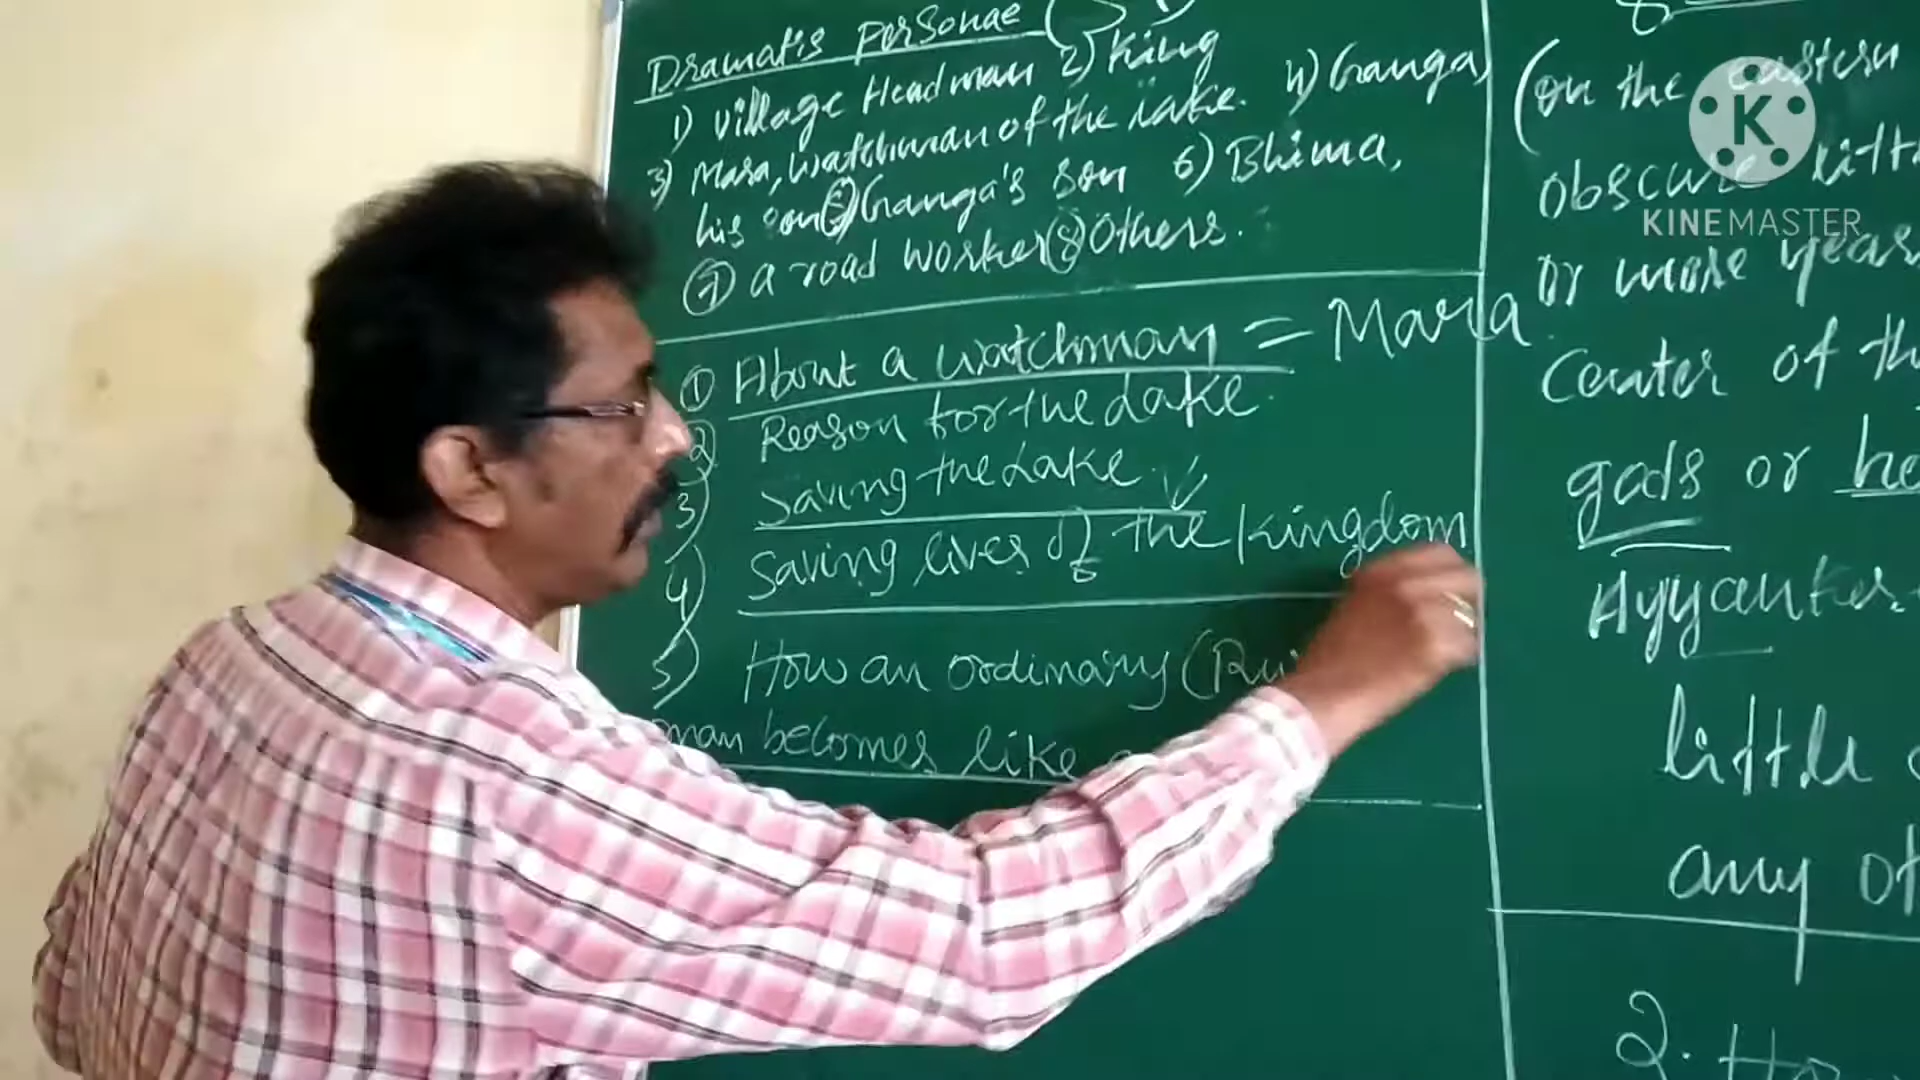 Dramatis personae
1) Village Headman 2) King
3) Mara, watchman of the Lake. 4) Ganga,
his son 5) Ganga's son 6) Bhima,
7) a road worker 8) Others.
① About a watchman = Mara
② Reason for the Lake.
3) Saving the Lake
4) Saving lives of the kingdom
5) How an ordinary
man becomes like
(on the eastern
obscure
or more years
Center of
gods or
Ayyanker
little
any
2.
K
KINEMASTER